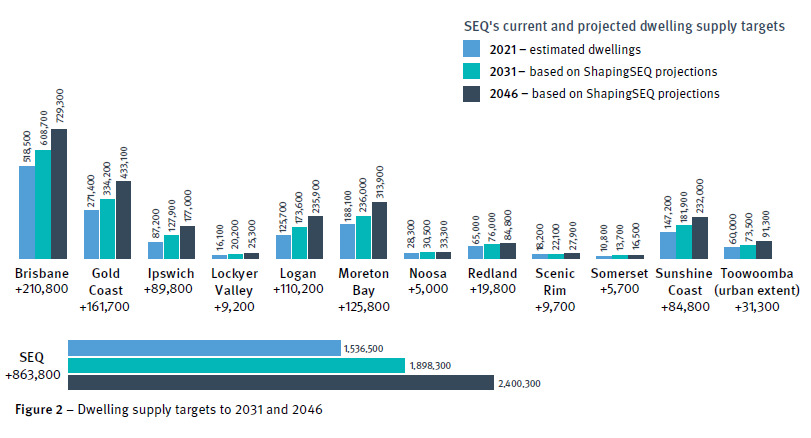 SEQ's current and projected dwelling supply targets
2021 – estimated dwellings
2031 – based on ShapingSEQ projections
2046 – based on ShapingSEQ projections
518,500
608,700
729,300
Brisbane
+210,800
271,400
334,200
433,100
Gold
Coast
+161,700
87,200
127,900
177,000
Ipswich
+89,800
16,100
20,200
25,300
Lockyer
Valley
+9,200
125,700
173,600
235,900
Logan
+110,200
188,100
236,000
313,900
Moreton
Bay
+125,800
28,300
30,500
33,300
Noosa
+5,000
65,000
76,000
84,800
Redland
+19,800
18,200
22,100
27,900
Scenic
Rim
+9,700
10,800
13,700
16,500
Somerset
+5,700
147,200
181,900
232,000
Sunshine
Coast
+84,800
60,000
73,500
91,300
Toowoomba
(urban extent)
+31,300
SEQ
+863,800
1,536,500
1,898,300
2,400,300
Figure 2 – Dwelling supply targets to 2031 and 2046